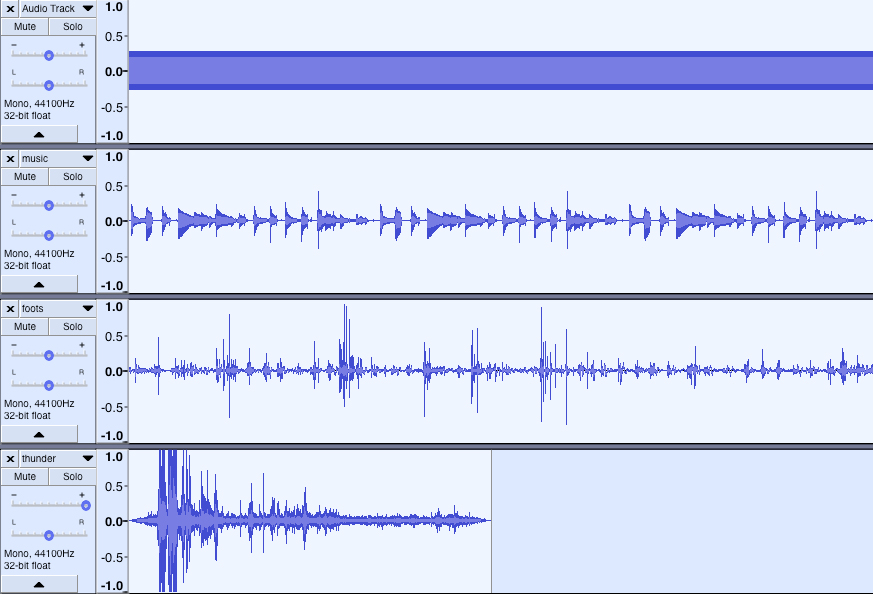 × Audio Track ▼
Mute Solo
- +
L R
Mono, 44100Hz
32-bit float
1.0
0.5-
0.0-
-0.5-
-1.0
× music ▼
Mute Solo
- +
L R
Mono, 44100Hz
32-bit float
1.0
0.5-
0.0-
-0.5-
-1.0
× foots ▼
Mute Solo
- +
L R
Mono, 44100Hz
32-bit float
1.0
0.5-
0.0-
-0.5-
-1.0
× thunder ▼
Mute Solo
- +
L R
Mono, 44100Hz
32-bit float
1.0
0.5-
0.0-
-0.5-
-1.0